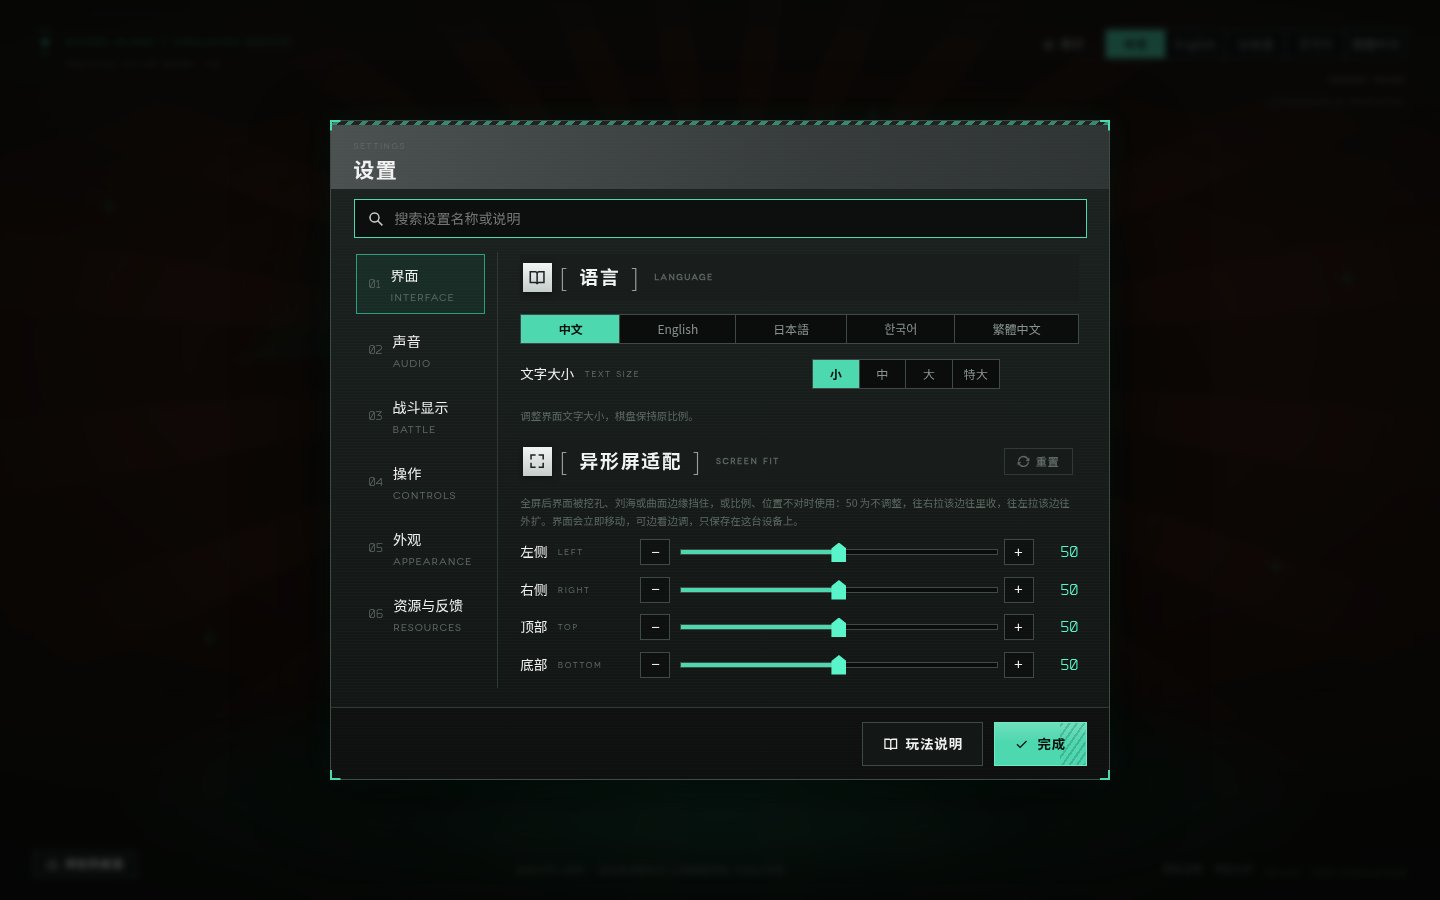 SETTINGS
设置
搜索设置名称或说明
01 界面
INTERFACE
02 声音
AUDIO
03 战斗显示
BATTLE
04 操作
CONTROLS
05 外观
APPEARANCE
06 资源与反馈
RESOURCES
[ 语言 ] LANGUAGE
中文 English 日本語 한국어 繁體中文
文字大小 TEXT SIZE 小 中 大 特大
调整界面文字大小，棋盘保持原比例。
[ 异形屏适配 ] SCREEN FIT 重置
全屏后界面被挖孔、刘海或曲面边缘挡住，或比例、位置不对时使用：50 为不调整，往右拉该边往里收，往左拉该边往
外扩。界面会立即移动，可边看边调，只保存在这台设备上。
左侧 LEFT − + 50
右侧 RIGHT − + 50
顶部 TOP − + 50
底部 BOTTOM − + 50
玩法说明 完成